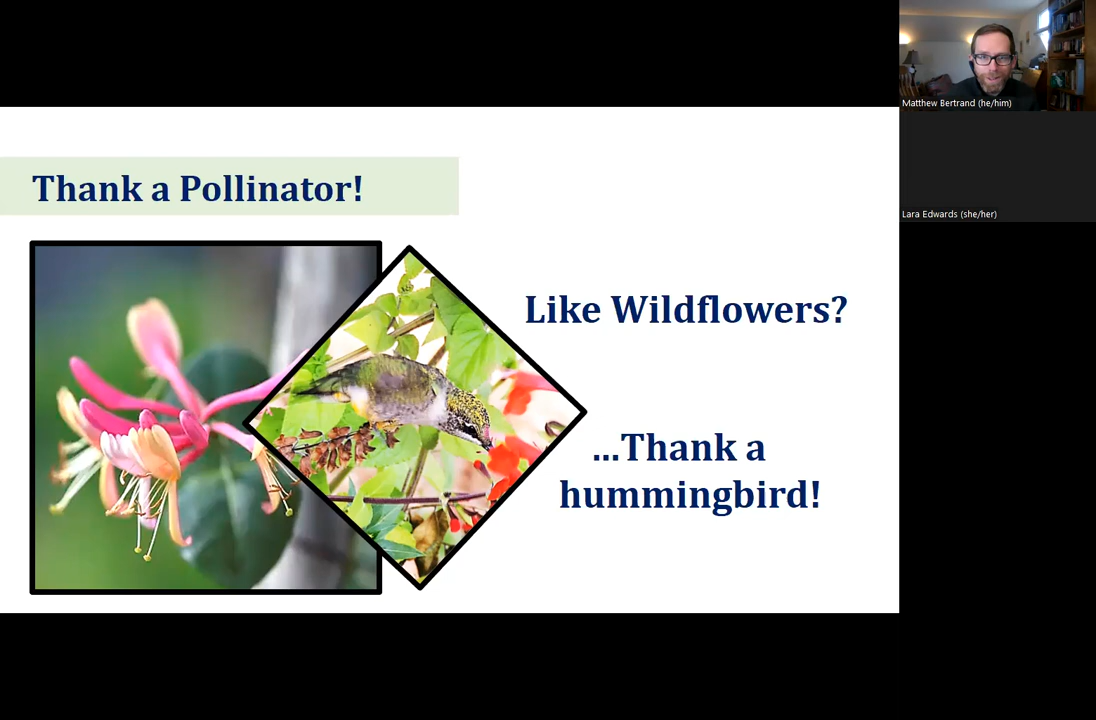 Thank a Pollinator!
Like Wildflowers?
...Thank a
hummingbird!
Matthew Bertrand (he/him)
Lara Edwards (she/her)